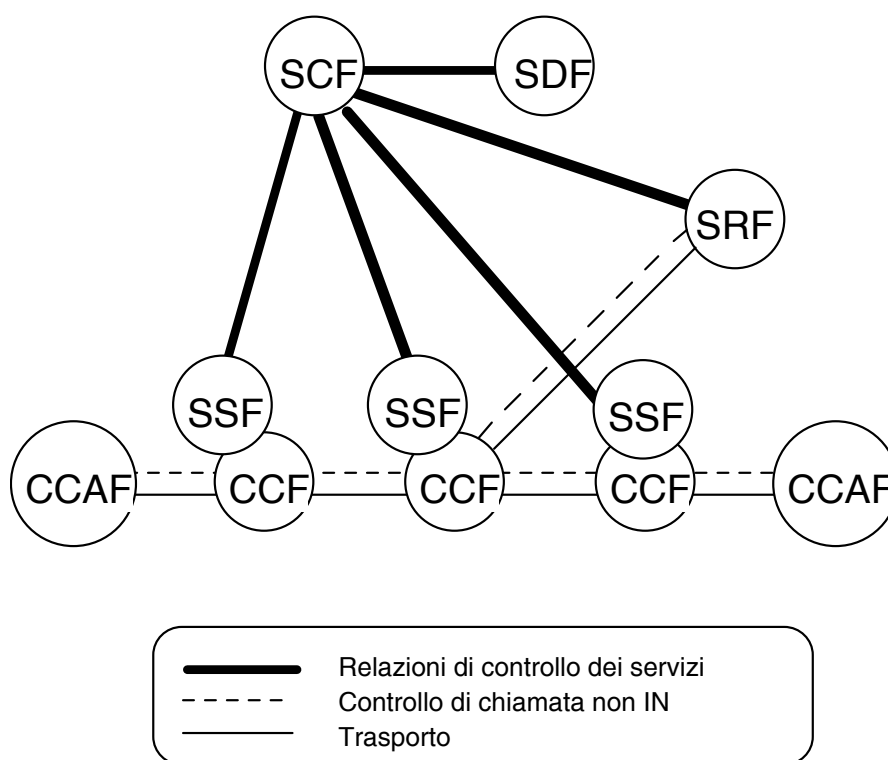 SCF
SDF
SRF
SSF
SSF
SSF
CCAF
CCF
CCF
CCF
CCAF
Relazioni di controllo dei servizi
Controllo di chiamata non IN
Trasporto